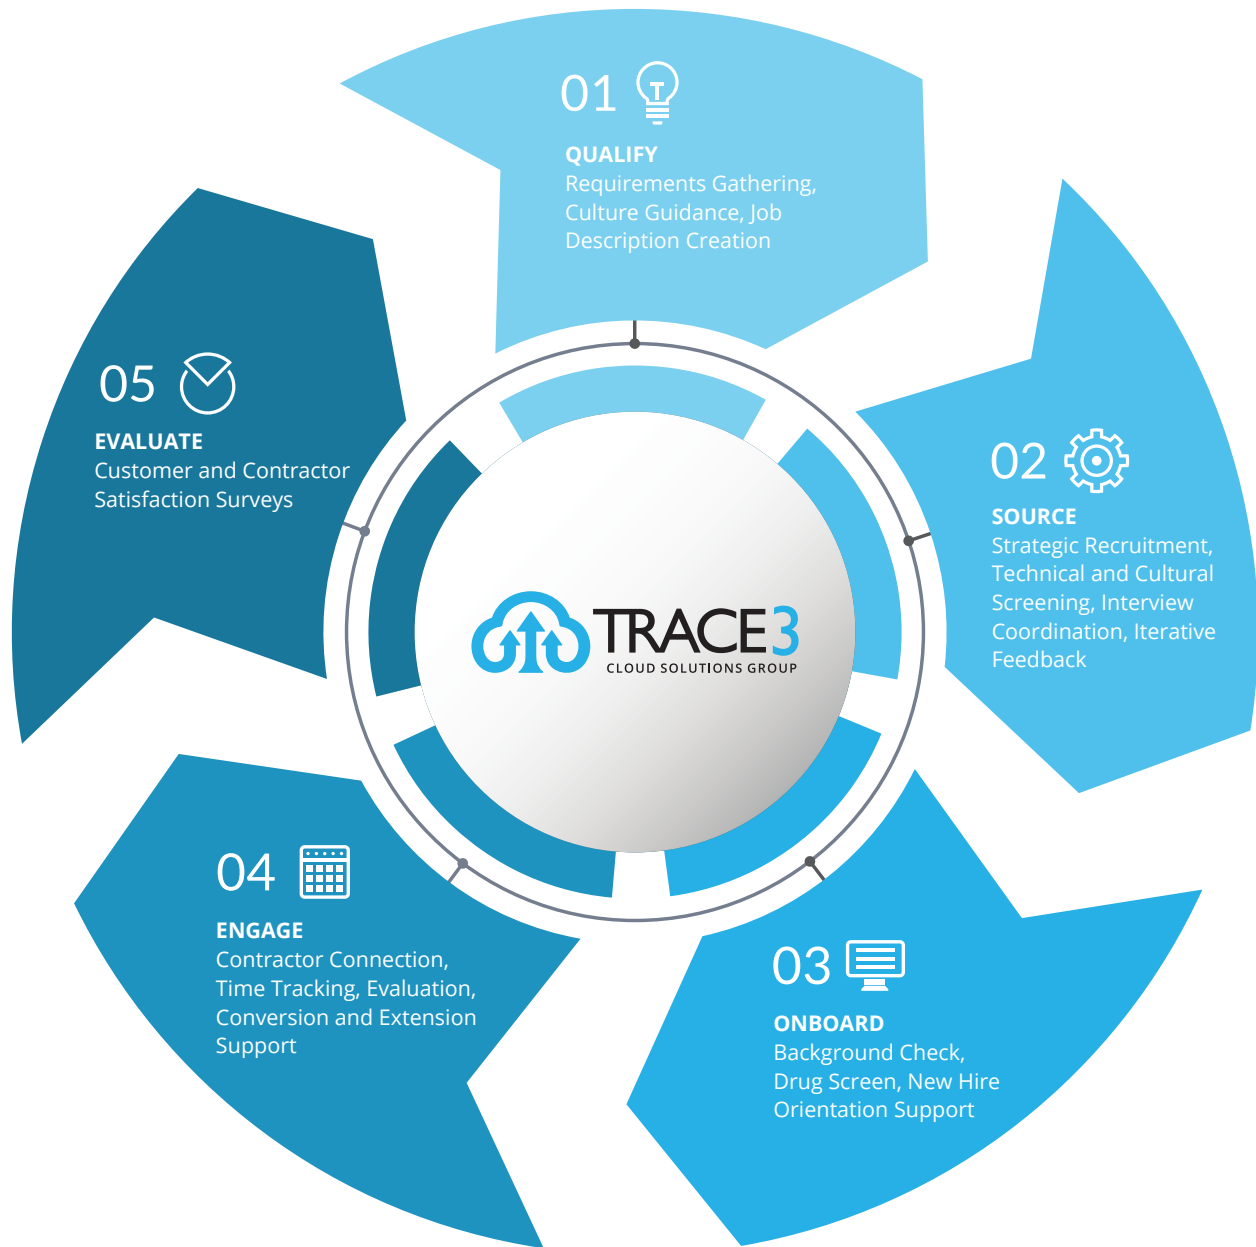 01
QUALIFY
Requirements Gathering,
Culture Guidance, Job
Description Creation
02
SOURCE
Strategic Recruitment,
Technical and Cultural
Screening, Interview
Coordination, Iterative
Feedback
03
ONBOARD
Background Check,
Drug Screen, New Hire
Orientation Support
04
ENGAGE
Contractor Connection,
Time Tracking, Evaluation,
Conversion and Extension
Support
05
EVALUATE
Customer and Contractor
Satisfaction Surveys
TRACE3
CLOUD SOLUTIONS GROUP